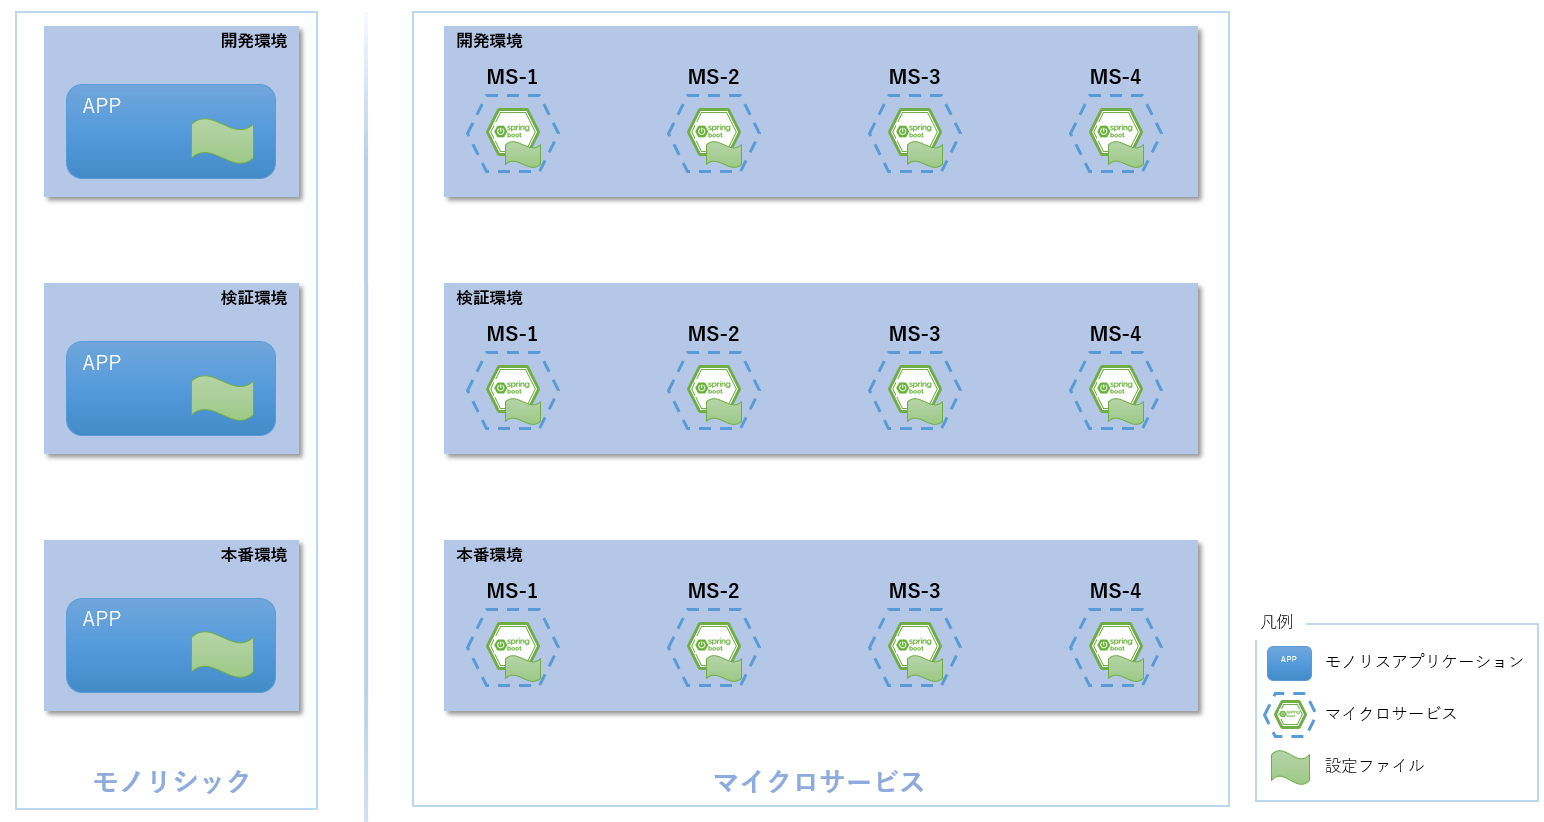 開発環境
APP
検証環境
APP
本番環境
APP
モノリシック
開発環境
MS-1 MS-2 MS-3 MS-4
spring boot spring boot spring boot spring boot
検証環境
MS-1 MS-2 MS-3 MS-4
spring boot spring boot spring boot spring boot
本番環境
MS-1 MS-2 MS-3 MS-4
spring boot spring boot spring boot spring boot
マイクロサービス
凡例
APP モノリスアプリケーション
spring boot マイクロサービス
設定ファイル